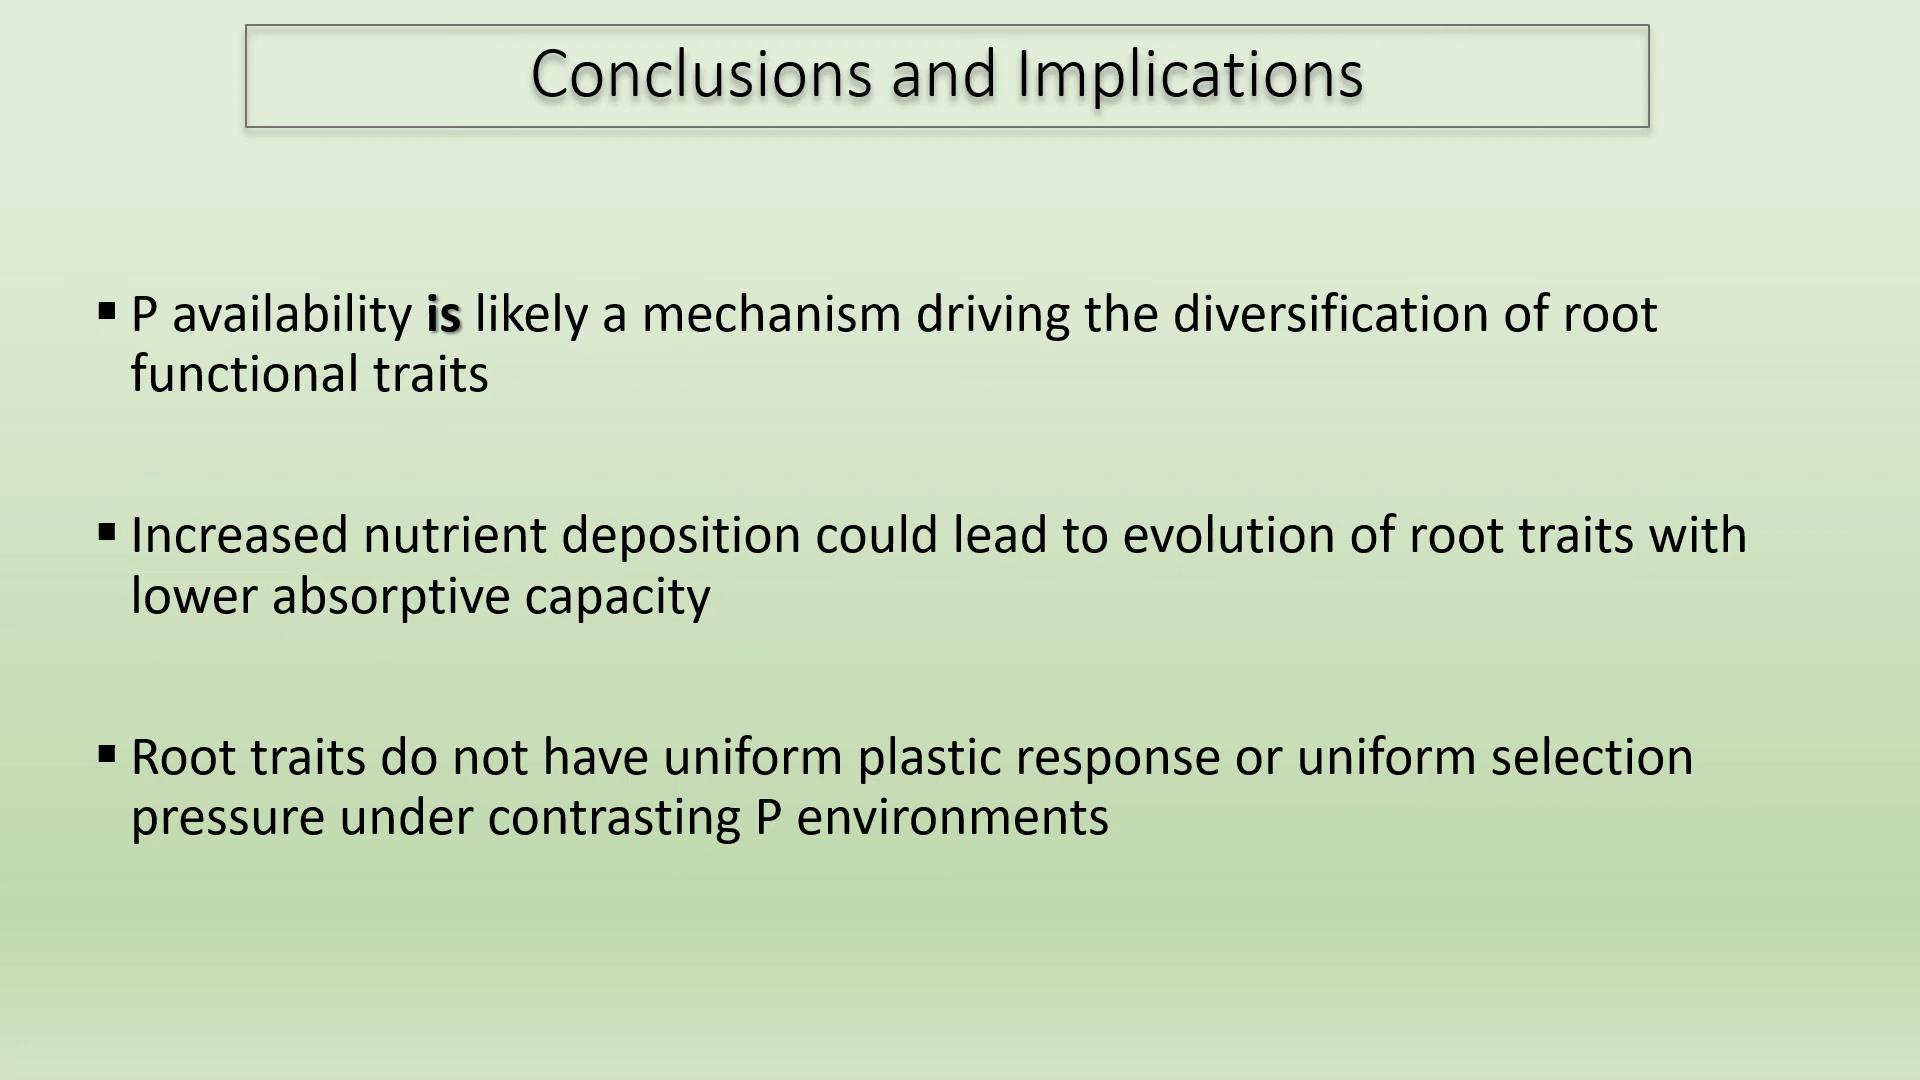 Conclusions and Implications
▪ P availability is likely a mechanism driving the diversification of root
functional traits
▪ Increased nutrient deposition could lead to evolution of root traits with
lower absorptive capacity
▪ Root traits do not have uniform plastic response or uniform selection
pressure under contrasting P environments